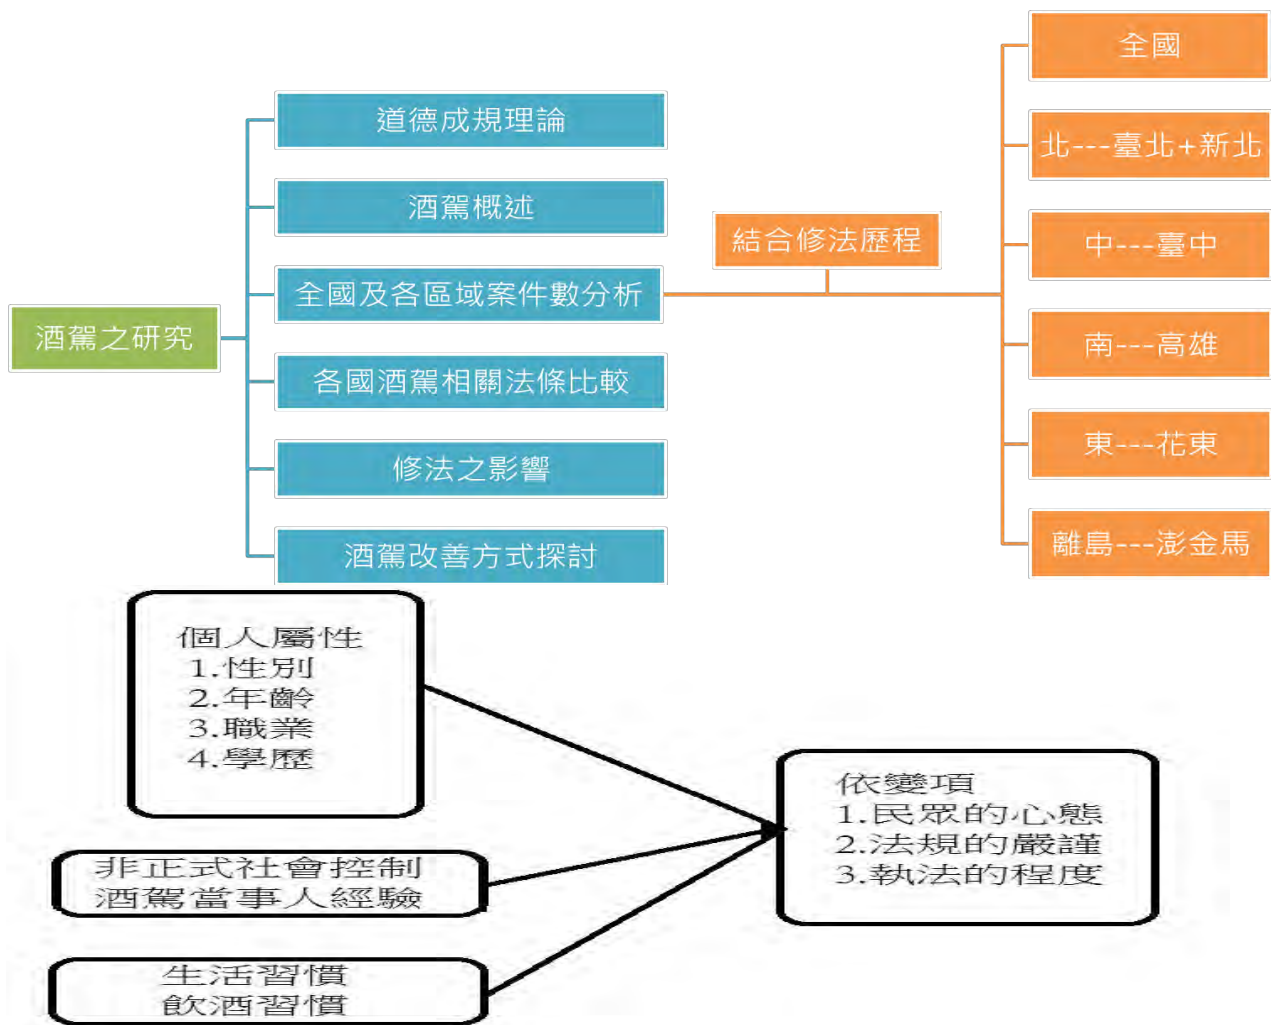 酒駕之研究
道德成規理論
酒駕概述
全國及各區域案件數分析
各國酒駕相關法條比較
修法之影響
酒駕改善方式探討
結合修法歷程
全國
北---臺北+新北
中---臺中
南---高雄
東---花東
離島---澎金馬
個人屬性
1.性別
2.年齡
3.職業
4.學歷
非正式社會控制
酒駕當事人經驗
生活習慣
飲酒習慣
依變項
1.民眾的心態
2.法規的嚴謹
3.執法的程度